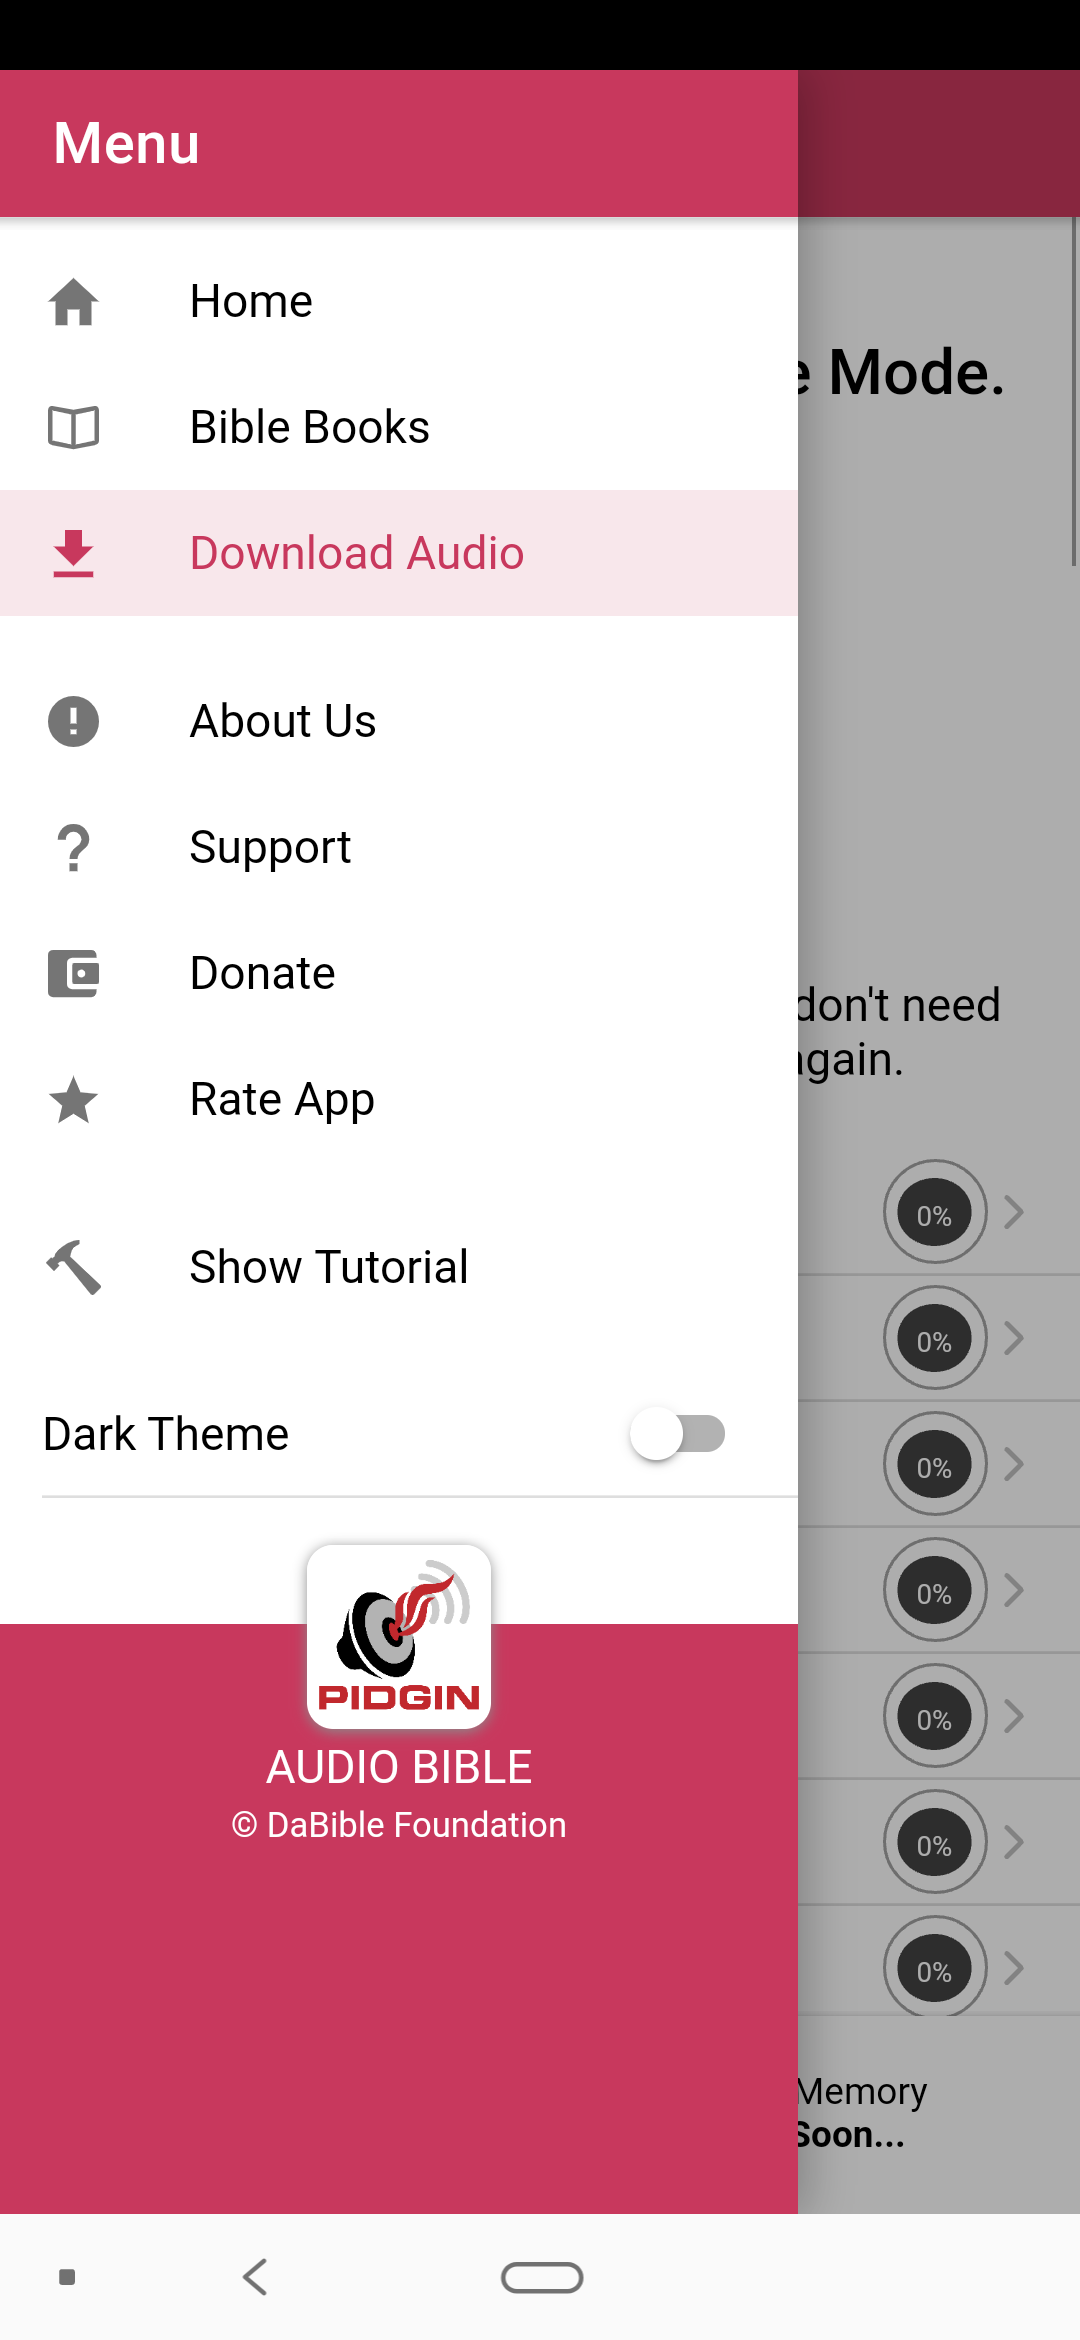 Menu
Home
e Mode.
Bible Books
Download Audio
About Us
Support
Donate
don't need
again.
Rate App
0%
Show Tutorial
0%
Dark Theme
0%
0%
PIDGIN
0%
AUDIO BIBLE
© DaBible Foundation
0%
0%
Memory
Soon...